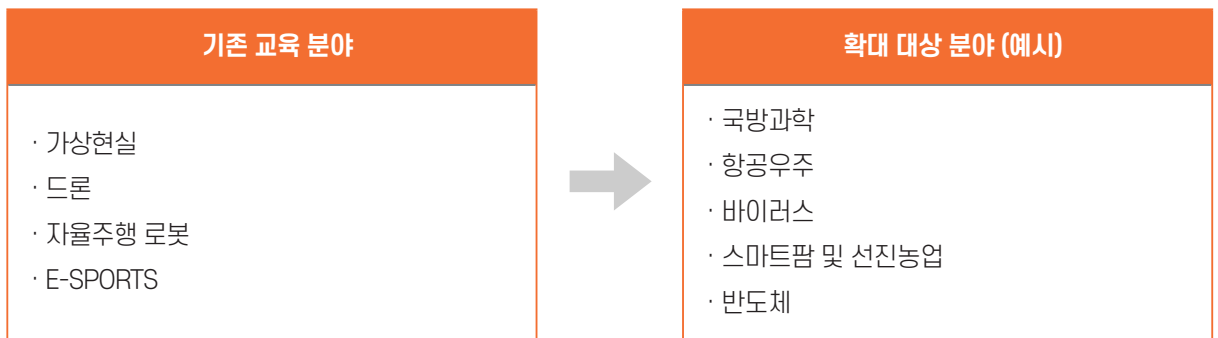 기존 교육 분야
· 가상현실
· 드론
· 자율주행 로봇
· E-SPORTS
확대 대상 분야 (예시)
· 국방과학
· 항공우주
· 바이러스
· 스마트팜 및 선진농업
· 반도체